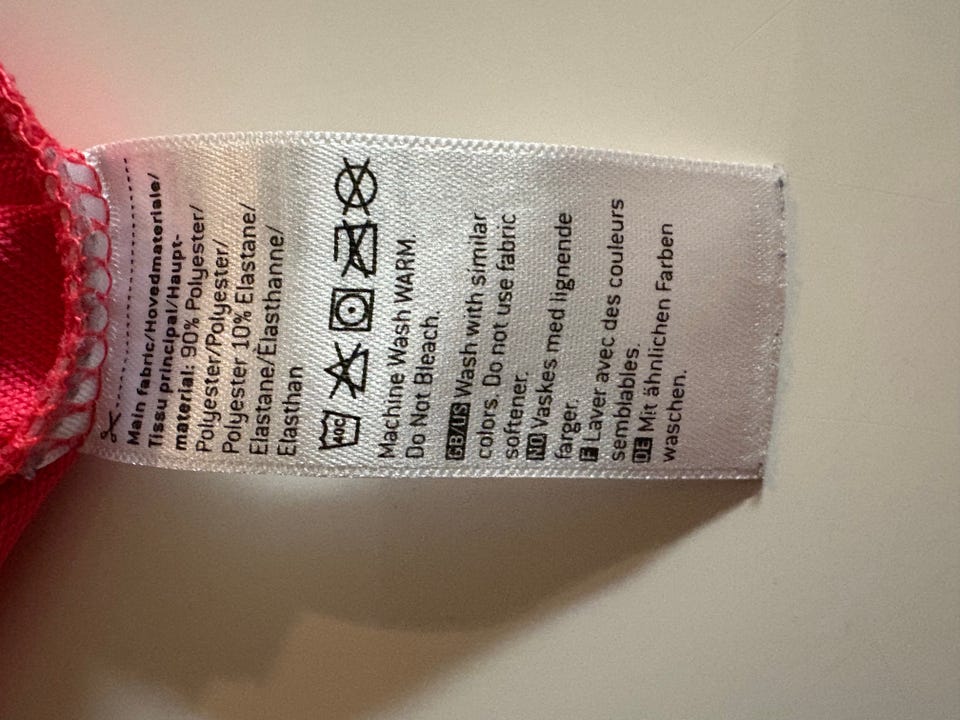 Main fabric/Hovedmateriale/
Tissu principal/Haupt-
material: 90% Polyester/
Polyester/Polyester/
Polyester 10% Elastane/
Elastane/Élasthanne/
Elasthan
40C
Machine Wash WARM.
Do Not Bleach.
GB/US Wash with similar
colors. Do not use fabric
softener.
NO Vaskes med lignende
farger.
F Laver avec des couleurs
semblables.
DE Mit ähnlichen Farben
waschen.